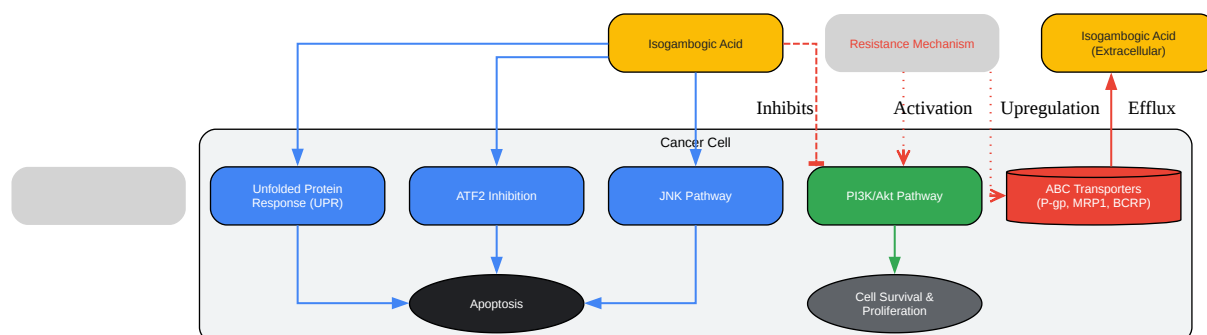 Isogambogic Acid
Resistance Mechanism
Isogambogic Acid
(Extracellular)
Inhibits
Activation
Upregulation
Efflux
Cancer Cell
Unfolded Protein
Response (UPR)
ATF2 Inhibition
JNK Pathway
PI3K/Akt Pathway
ABC Transporters
(P-gp, MRP1, BCRP)
Apoptosis
Cell Survival &
Proliferation